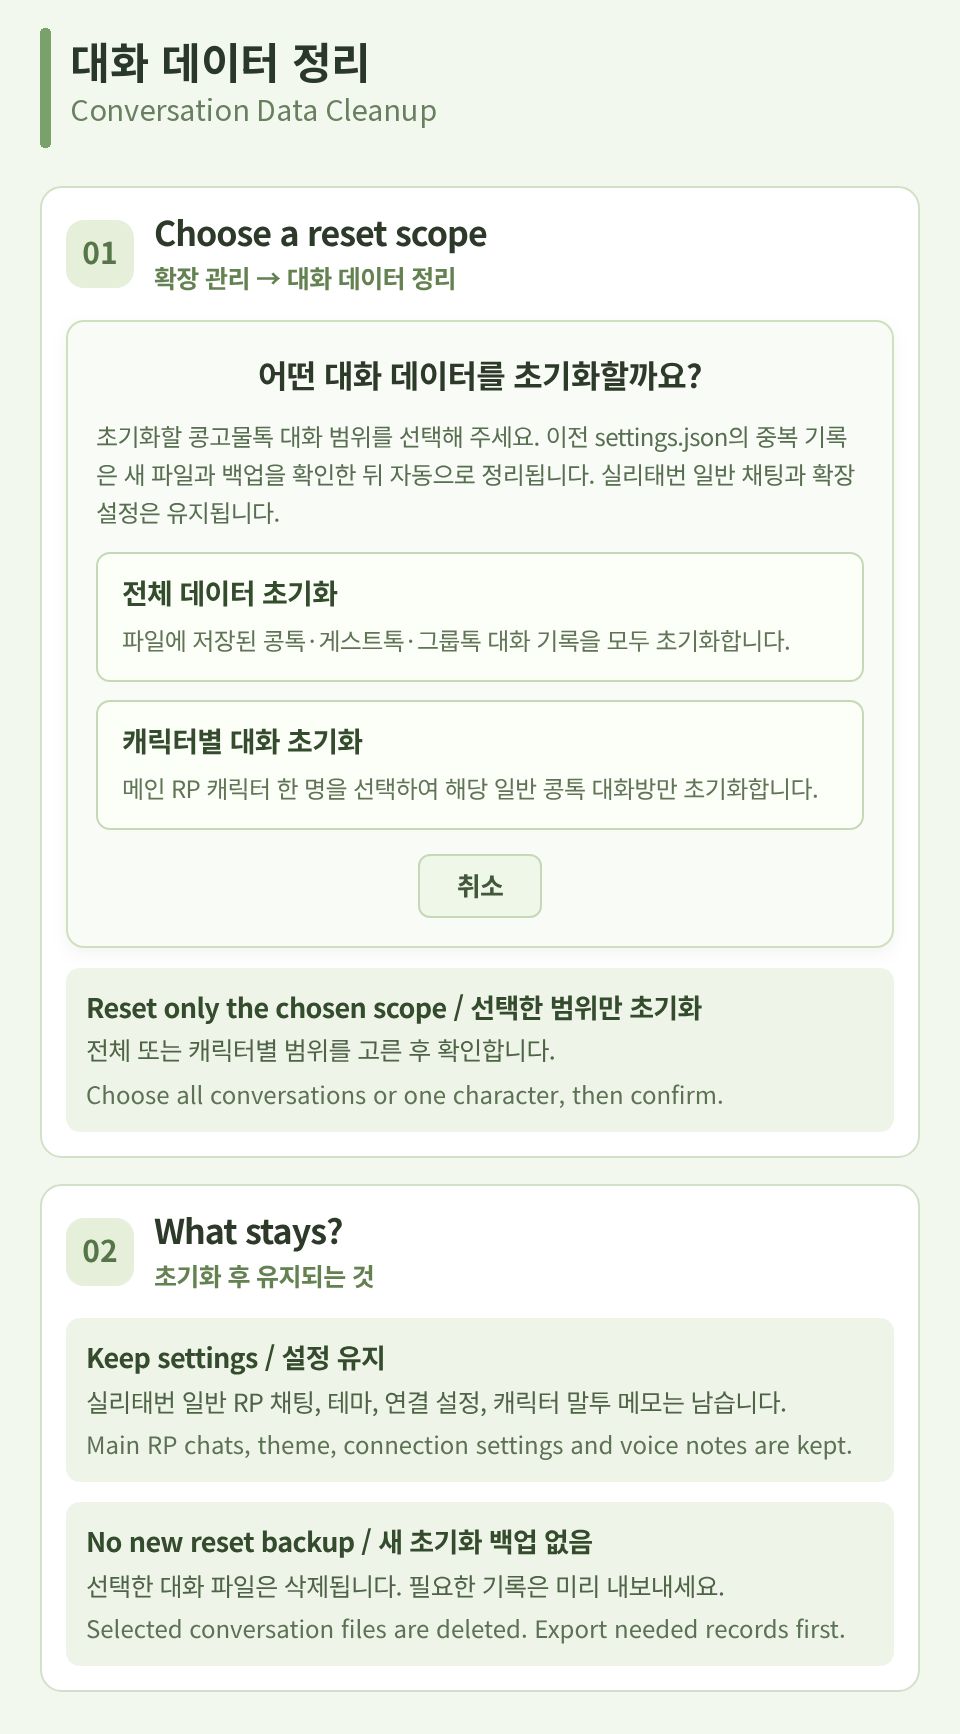 대화 데이터 정리
Conversation Data Cleanup
01
Choose a reset scope
확장 관리 → 대화 데이터 정리
어떤 대화 데이터를 초기화할까요?
초기화할 콩고물톡 대화 범위를 선택해 주세요. 이전 settings.json의 중복 기록
은 새 파일과 백업을 확인한 뒤 자동으로 정리됩니다. 실리태번 일반 채팅과 확장
설정은 유지됩니다.
전체 데이터 초기화
파일에 저장된 콩톡·게스트톡·그룹톡 대화 기록을 모두 초기화합니다.
캐릭터별 대화 초기화
메인 RP 캐릭터 한 명을 선택하여 해당 일반 콩톡 대화방만 초기화합니다.
취소
Reset only the chosen scope / 선택한 범위만 초기화
전체 또는 캐릭터별 범위를 고른 후 확인합니다.
Choose all conversations or one character, then confirm.
02
What stays?
초기화 후 유지되는 것
Keep settings / 설정 유지
실리태번 일반 RP 채팅, 테마, 연결 설정, 캐릭터 말투 메모는 남습니다.
Main RP chats, theme, connection settings and voice notes are kept.
No new reset backup / 새 초기화 백업 없음
선택한 대화 파일은 삭제됩니다. 필요한 기록은 미리 내보내세요.
Selected conversation files are deleted. Export needed records first.